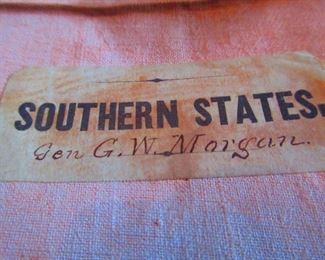 SOUTHERN STATES.
Gen G. W. Morgan.